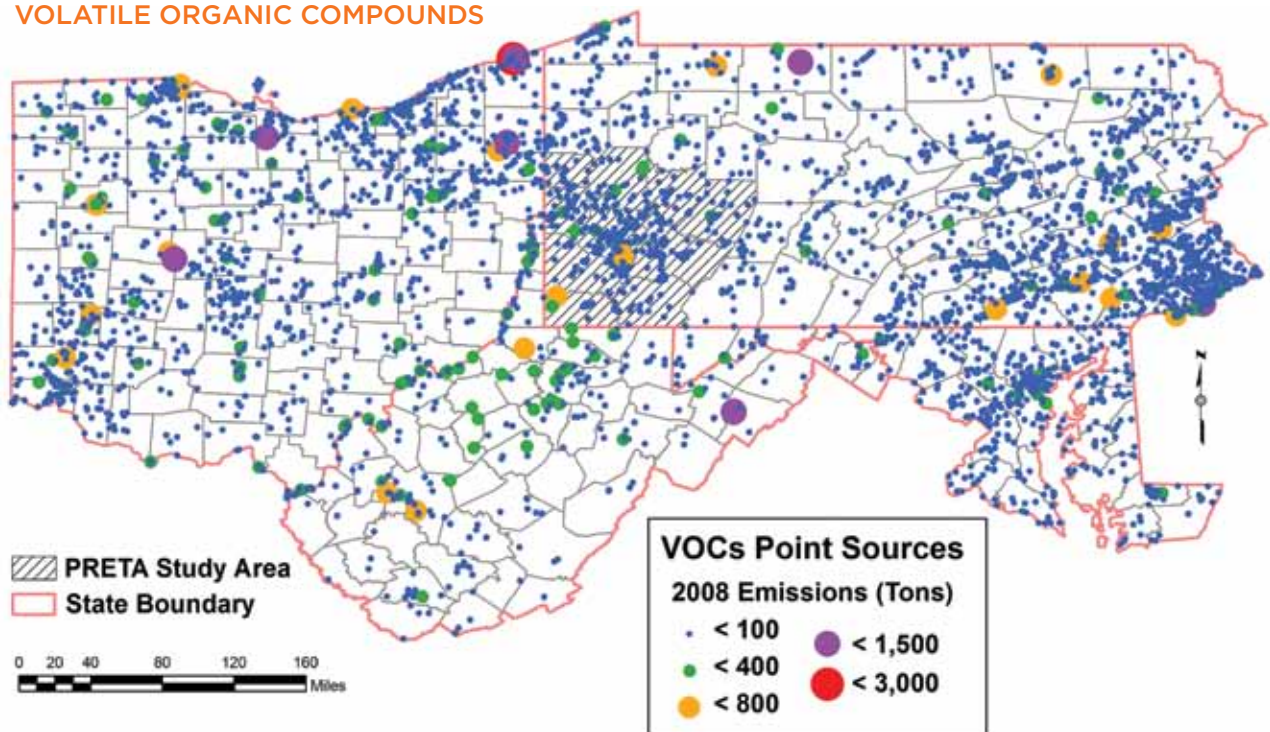 VOLATILE ORGANIC COMPOUNDS
N
PRETA Study Area
State Boundary
0 20 40 80 120 160
Miles
VOCs Point Sources
2008 Emissions (Tons)
< 100
< 400
< 800
< 1,500
< 3,000